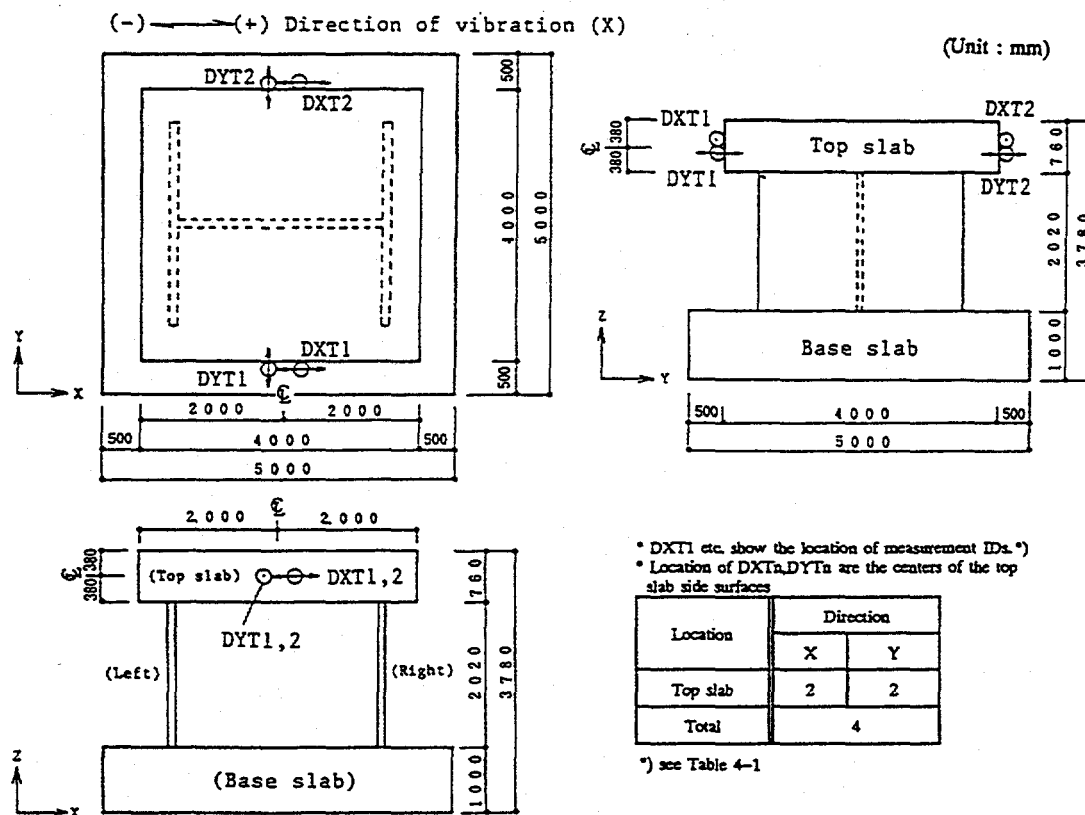 (-) (+) Direction of vibration (X)
(Unit : mm)
DYT2
DXT2
500
4000
5000
500
DXT1
DYT1
Y
X
℄
2000 2000
500 4000 500
5000
DXT1
DXT2
℄
380 380
Top slab
DYT1
DYT2
760
2020
3780
1000
Z
Y
Base slab
500 4000 500
5000
℄
2,000 2,000
℄
380 380
(Top slab)
DXT1,2
DYT1,2
(Left)
(Right)
760
2020
3780
1000
Z
X
(Base slab)
* DXT1 etc. show the location of measurement IDs. *)
* Location of DXTn,DYTn are the centers of the top
slab side surfaces
Location Direction
X Y
Top slab 2 2
Total 4
*) see Table 4-1